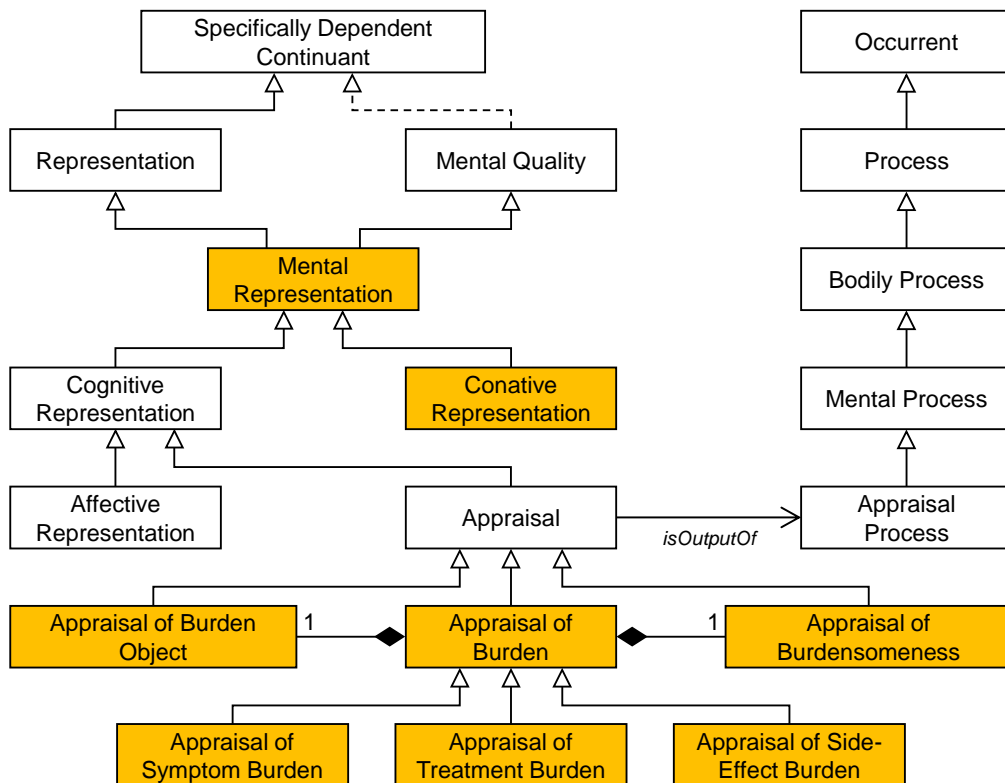 Specifically Dependent
Continuant
Occurrent
Representation
Mental Quality
Process
Mental
Representation
Bodily Process
Cognitive
Representation
Conative
Representation
Mental Process
Affective
Representation
Appraisal
isOutputOf
Appraisal
Process
Appraisal of Burden
Object
1
Appraisal of
Burden
1
Appraisal of
Burdensomeness
Appraisal of
Symptom Burden
Appraisal of
Treatment Burden
Appraisal of Side-
Effect Burden